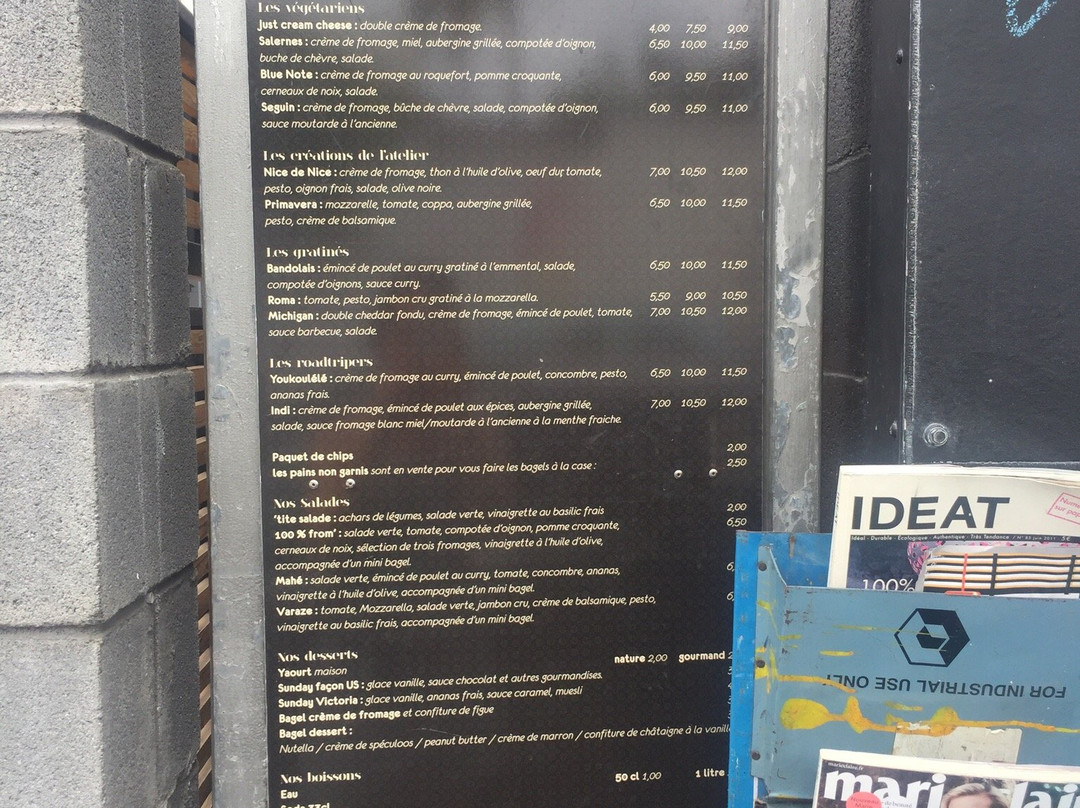 Les végétariens
Just cream cheese : double crème de fromage. 4,00 7,50 9,00
Salernes : crème de fromage, miel, aubergine grillée, compotée d'oignon, 6,50 10,00 11,50
buche de chèvre, salade.
Blue Note : crème de fromage au roquefort, pomme croquante, 6,00 9,50 11,00
cerneaux de noix, salade.
Seguin : crème de fromage, bûche de chèvre, salade, compotée d'oignon, 6,00 9,50 11,00
sauce moutarde à l'ancienne.
Les créations de l'atelier
Nice de Nice : crème de fromage, thon à l'huile d'olive, oeuf dur, tomate, 7,00 10,50 12,00
pesto, oignon frais, salade, olive noire.
Primavera : mozzarelle, tomate, coppa, aubergine grillée, 6,50 10,00 11,50
pesto, crème de balsamique.
Les gratinés
Bandolais : émincé de poulet au curry gratiné à l'emmental, salade, 6,50 10,00 11,50
compotée d'oignons, sauce curry.
Roma : tomate, pesto, jambon cru gratiné à la mozzarella. 5,50 9,00 10,50
Michigan : double cheddar fondu, crème de fromage, émincé de poulet, tomate, 7,00 10,50 12,00
sauce barbecue, salade.
Les roadtripers
Youkoulélé : crème de fromage au curry, émincé de poulet, concombre, pesto, 6,50 10,00 11,50
ananas frais.
Indi : crème de fromage, émincé de poulet aux épices, aubergine grillée, 7,00 10,50 12,00
salade, sauce fromage blanc miel/moutarde à l'ancienne à la menthe fraiche.
Paquet de chips 2,00
les pains non garnis sont en vente pour vous faire les bagels à la case : 2,50
Nos Salades
'tite salade : achars de légumes, salade verte, vinaigrette au basilic frais 2,00
100 % from' : salade verte, tomate, compotée d'oignon, pomme croquante, 6,50
cerneaux de noix, sélection de trois fromages, vinaigrette à l'huile d'olive,
accompagnée d'un mini bagel.
Mahé : salade verte, émincé de poulet au curry, tomate, concombre, ananas,
vinaigrette à l'huile d'olive, accompagnée d'un mini bagel.
Varaze : tomate, Mozzarella, salade verte, jambon cru, crème de balsamique, pesto,
vinaigrette au basilic frais, accompagnée d'un mini bagel.
Nos desserts
Yaourt maison nature 2,00 gourmand
Sunday façon US : glace vanille, sauce chocolat et autres gourmandises.
Sunday Victoria : glace vanille, ananas frais, sauce caramel, muesli
Bagel crème de fromage et confiture de figue
Bagel dessert :
Nutella / crème de spéculoos / peanut butter / crème de marron / confiture de châtaigne à la vanill
Nos boissons
Eau 50 cl 1,00 1 litre
Soda 33cl
IDEAT
Idéal . Durable . Écologique . Authentique . Très Tendance / N° 85 Juin 2011 5€
100%
FOR INDUSTRIAL USE ONLY
marieclaire.fr
marie claire